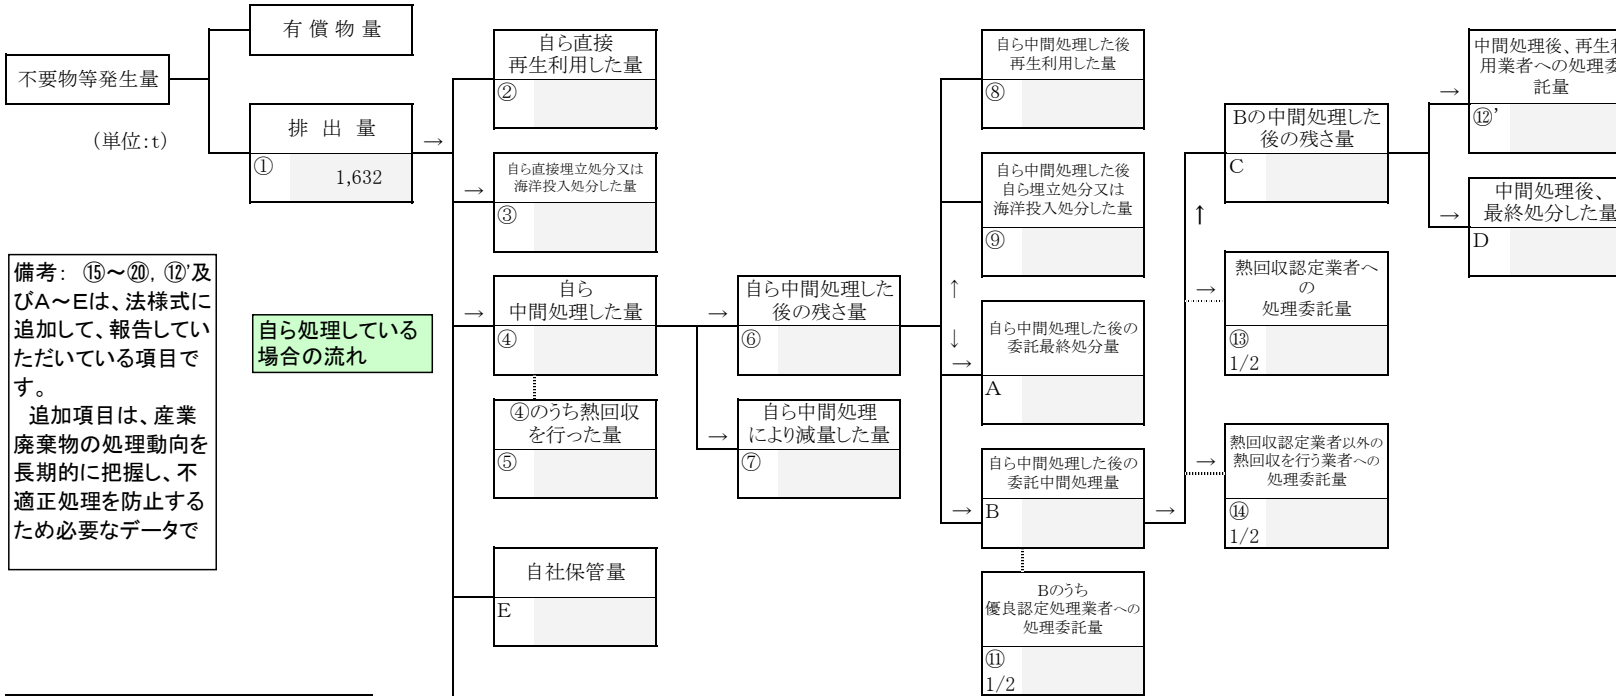 有 償 物 量
不要物等発生量
(単位:t)
排 出 量
→
①
1,632
備考： ⑮～⑳, ⑫'及
びA～Eは、法様式に
追加して、報告してい
ただいている項目で
す。
追加項目は、産業
廃棄物の処理動向を
長期的に把握し、不
適正処理を防止する
ため必要なデータで
自ら処理している
場合の流れ
自ら直接
再生利用した量
②
→
自ら直接埋立処分又は
海洋投入処分した量
③
→
自ら
中間処理した量
④
④のうち熱回収
を行った量
⑤
自社保管量
E
→
自ら中間処理した
後の残さ量
⑥
→
自ら中間処理
により減量した量
⑦
自ら中間処理した後
再生利用した量
⑧
自ら中間処理した後
自ら埋立処分又は
海洋投入処分した量
⑨
↑
↓
→
自ら中間処理した後の
委託最終処分量
A
→
自ら中間処理した後の
委託中間処理量
B
→
Bのうち
優良認定処理業者への
処理委託量
⑪
1/2
Bの中間処理した
後の残さ量
C
↑
→
熱回収認定業者へ
の
処理委託量
⑬
1/2
→
熱回収認定業者以外の
熱回収を行う業者への
処理委託量
⑭
1/2
→
中間処理後、再生利
用業者への処理委
託量
⑫'
→
中間処理後、
最終処分した量
D